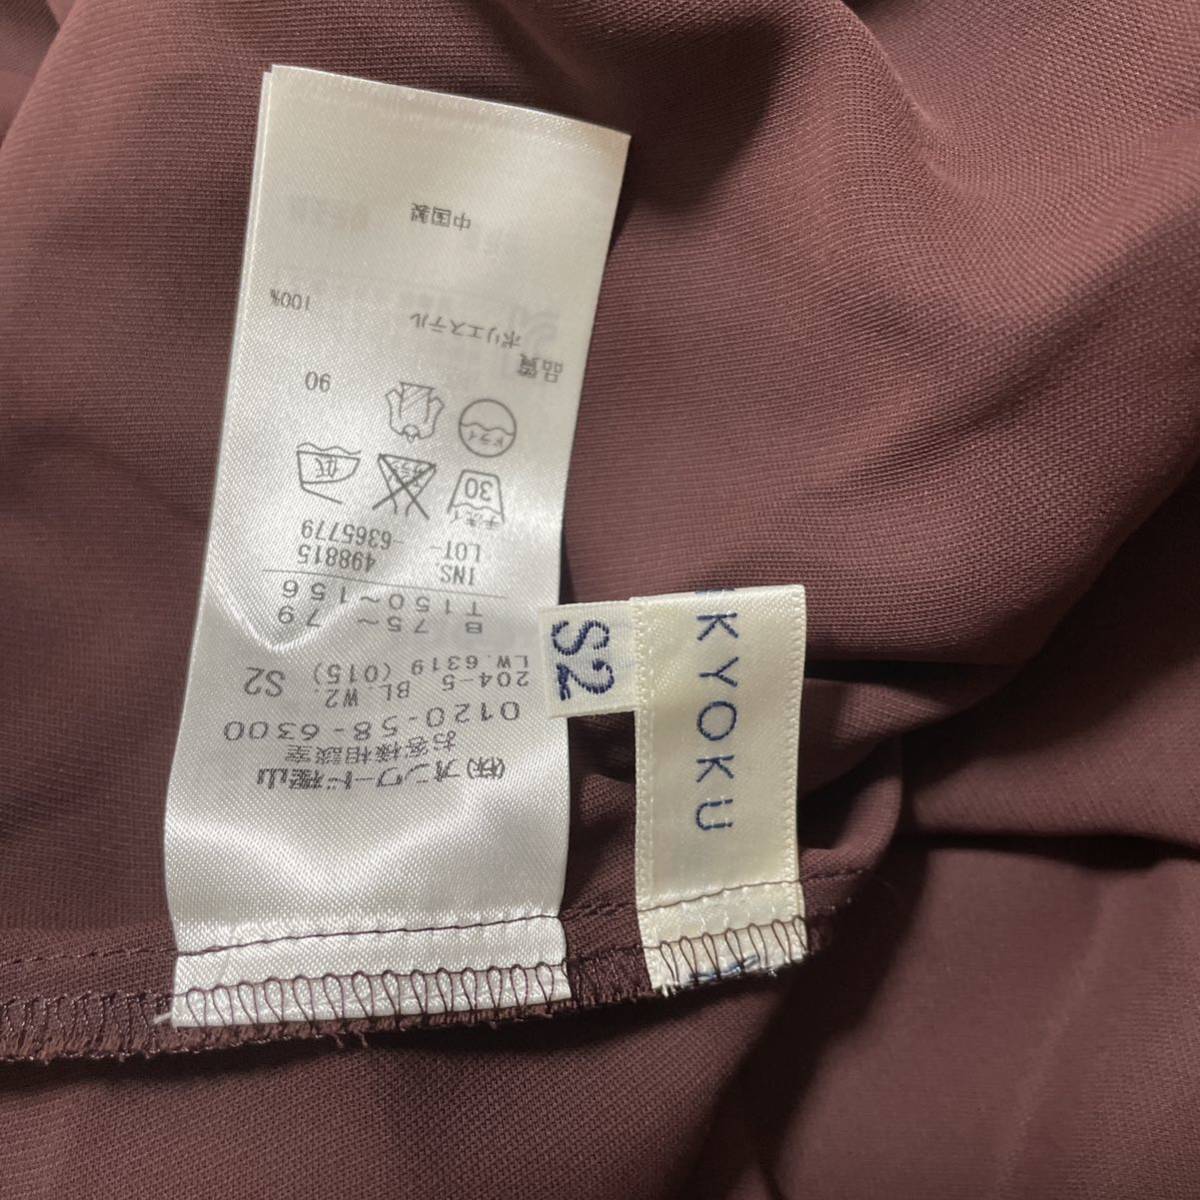 (株)オンワード樫山
お客様相談室
0120-58-6300
204-5 BL.W2. S2
LW.6319 (015)
B 75~ 79
T150~156
INS. 498815
LOT- -6365779
手洗イ
30
低
ドライ
90
品質
ポリエステル
100%
中国製
S2
KYOKU